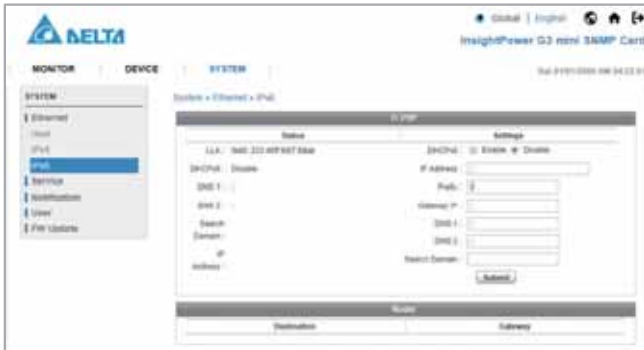 DELTA
Global | English
InsightPower G3 mini SNMP Card
MONITOR DEVICE SYSTEM
SYSTEM
System » Ethernet » IPv6
Ethernet
IPv4
IPv6
Service
Notification
User
FW Update
Status Settings
LLA :
DHCPv6 : Disable
DNS 1 :
DNS 2 :
Search Domain :
IP Address :
DHCPv6 : Enable Disable
IP Address :
Prefix :
Gateway
DNS 1 :
DNS 2 :
Search Domain :
Submit
Router
Destination Gateway